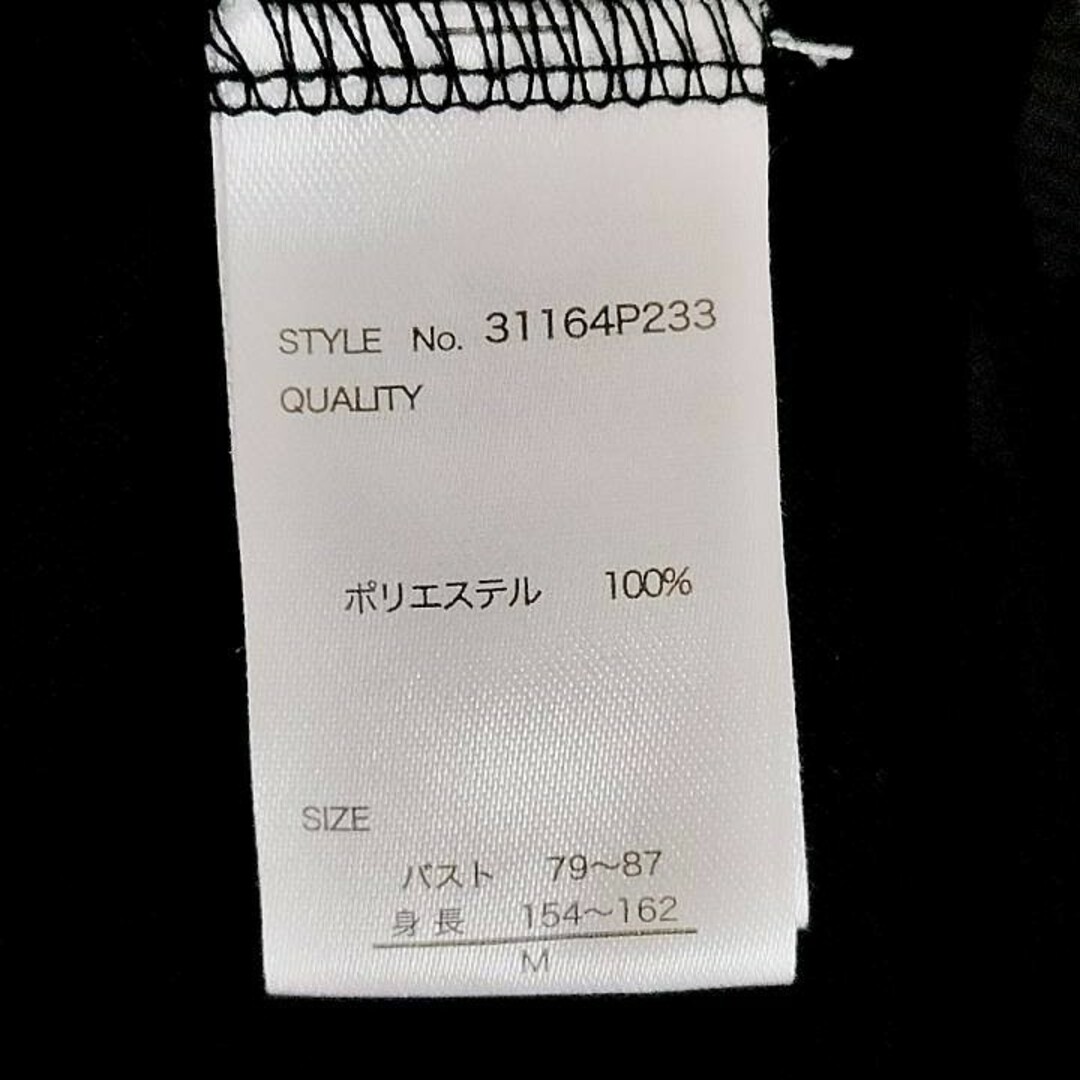 STYLE No. 31164P233
QUALITY
ポリエステル 100%
SIZE
バスト 79〜87
身長 154〜162
M